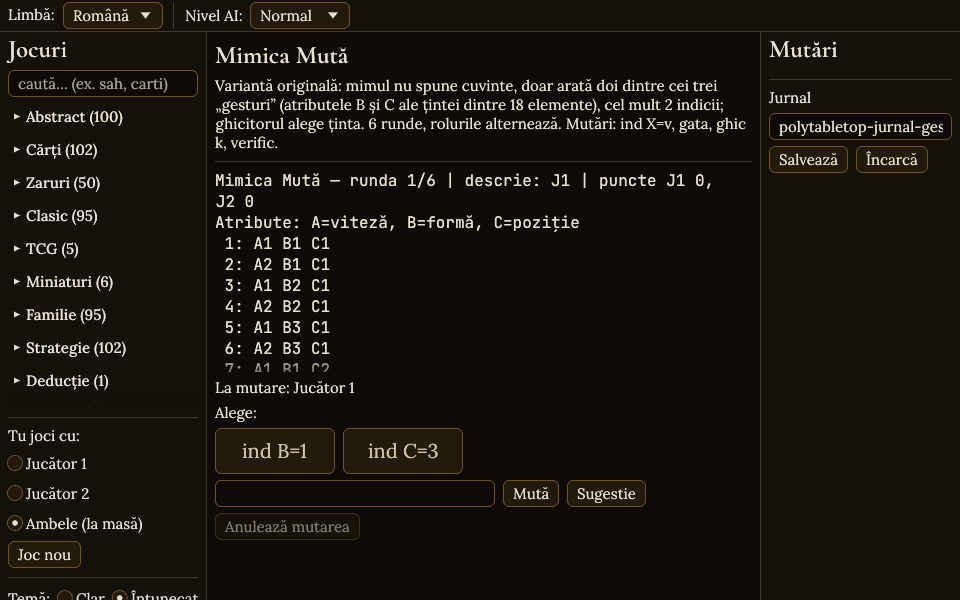 Limbă: Română Nivel AI: Normal
Jocuri
caută… (ex. sah, carti)
Abstract (100)
Cărți (102)
Zaruri (50)
Clasic (95)
TCG (5)
Miniaturi (6)
Familie (95)
Strategie (102)
Deducție (1)
Tu joci cu:
Jucător 1
Jucător 2
Ambele (la masă)
Joc nou
Temă: Clar Întunecat
Mimica Mută
Variantă originală: mimul nu spune cuvinte, doar arată doi dintre cei trei
„gesturi” (atributele B și C ale țintei dintre 18 elemente), cel mult 2 indicii;
ghicitorul alege ținta. 6 runde, rolurile alternează. Mutări: ind X=v, gata, ghic
k, verific.
Mimica Mută — runda 1/6 | descrie: J1 | puncte J1 0,
J2 0
Atribute: A=viteză, B=formă, C=poziție
1: A1 B1 C1
2: A2 B1 C1
3: A1 B2 C1
4: A2 B2 C1
5: A1 B3 C1
6: A2 B3 C1
7: A1 B1 C2
La mutare: Jucător 1
Alege:
ind B=1 ind C=3
Mută Sugestie
Anulează mutarea
Mutări
Jurnal
polytabletop-jurnal-ges
Salvează Încarcă